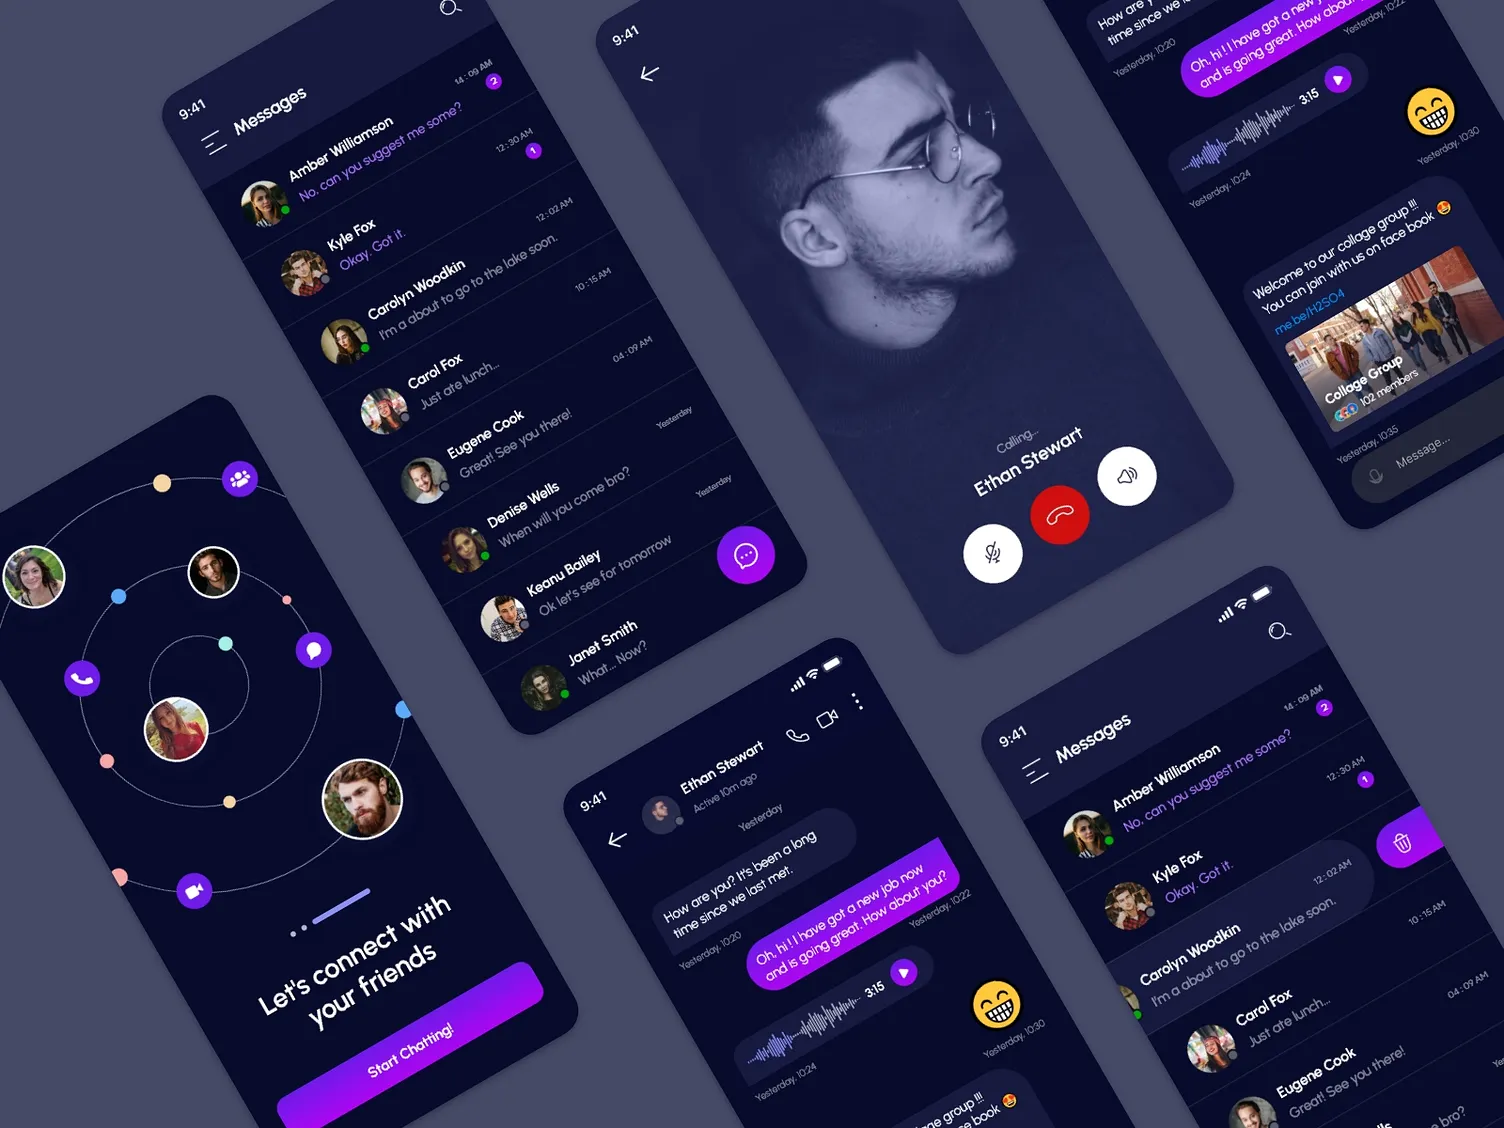 9:41
Messages
Amber Williamson
14:09 AM
No, can you suggest me some?
2
Kyle Fox
12:30 AM
Okay. Got it.
1
Carolyn Woodkin
12:02 AM
I'm a about to go to the lake soon.
Carol Fox
10:15 AM
Just ate lunch...
Eugene Cook
04:09 AM
Great! See you there!
Denise Wells
Yesterday
When will you come bro?
Keanu Bailey
Yesterday
Ok let's see for tomorrow
Janet Smith
What... Now?
9:41
Calling...
Ethan Stewart
How are you?
time since we
Yesterday, 10:20
Oh, hi ! I have got a new
and is going great. How about
Yesterday, 10:22
3:15
Yesterday, 10:24
Yesterday, 10:30
Welcome to our collage group !!!
You can join with us on face book 🤩
me.be/H2SO4
Collage Group
102 members
Yesterday, 10:35
Message...
Let's connect with
your friends
Start Chatting!
9:41
Ethan Stewart
Active 10m ago
Yesterday
How are you? It's been a long
time since we last met.
Yesterday, 10:20
Oh, hi ! I have got a new job now
and is going great. How about you?
Yesterday, 10:22
3:15
Yesterday, 10:24
Yesterday, 10:30
group !!!
book 🤩
9:41
Messages
Amber Williamson
14:09 AM
No, can you suggest me some?
2
Kyle Fox
12:30 AM
Okay. Got it.
1
Carolyn Woodkin
12:02 AM
I'm a about to go to the lake soon.
Carol Fox
10:15 AM
Just ate lunch...
Eugene Cook
04:09 AM
Great! See you there!
bro?